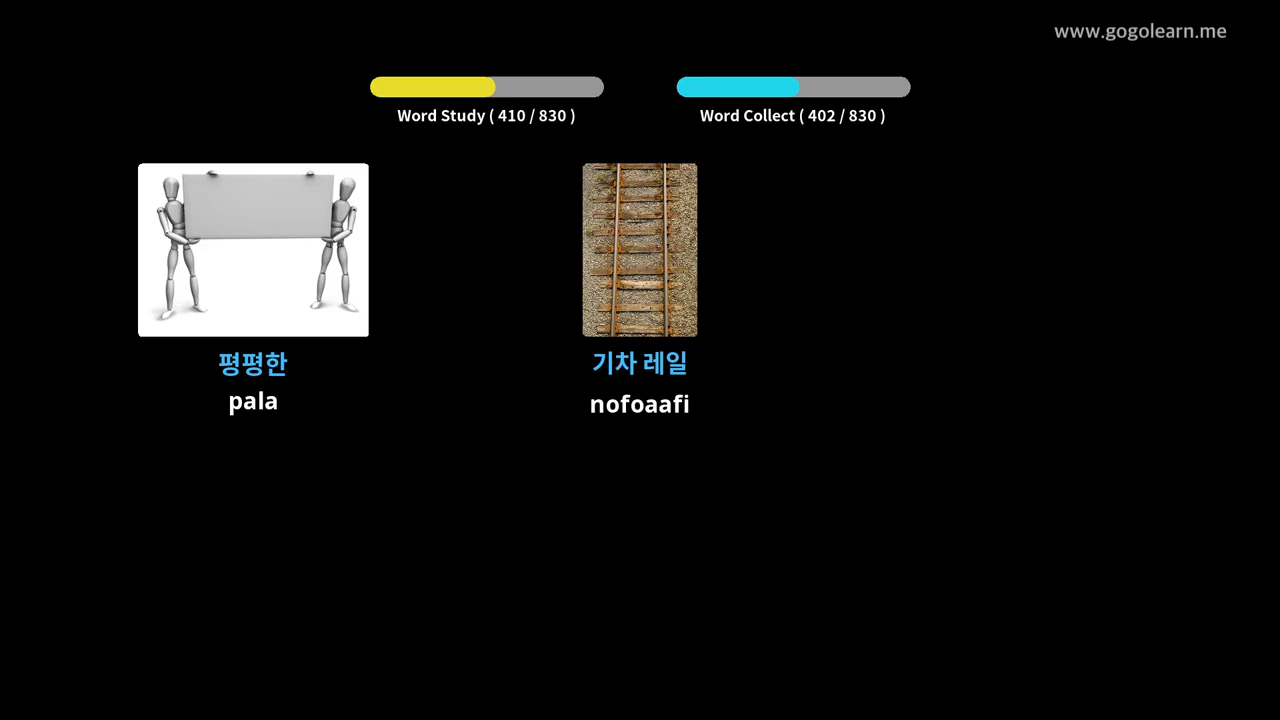 www.gogolearn.me
Word Study ( 410 / 830 )
Word Collect ( 402 / 830 )
평평한
pala
기차 레일
nofoaafi